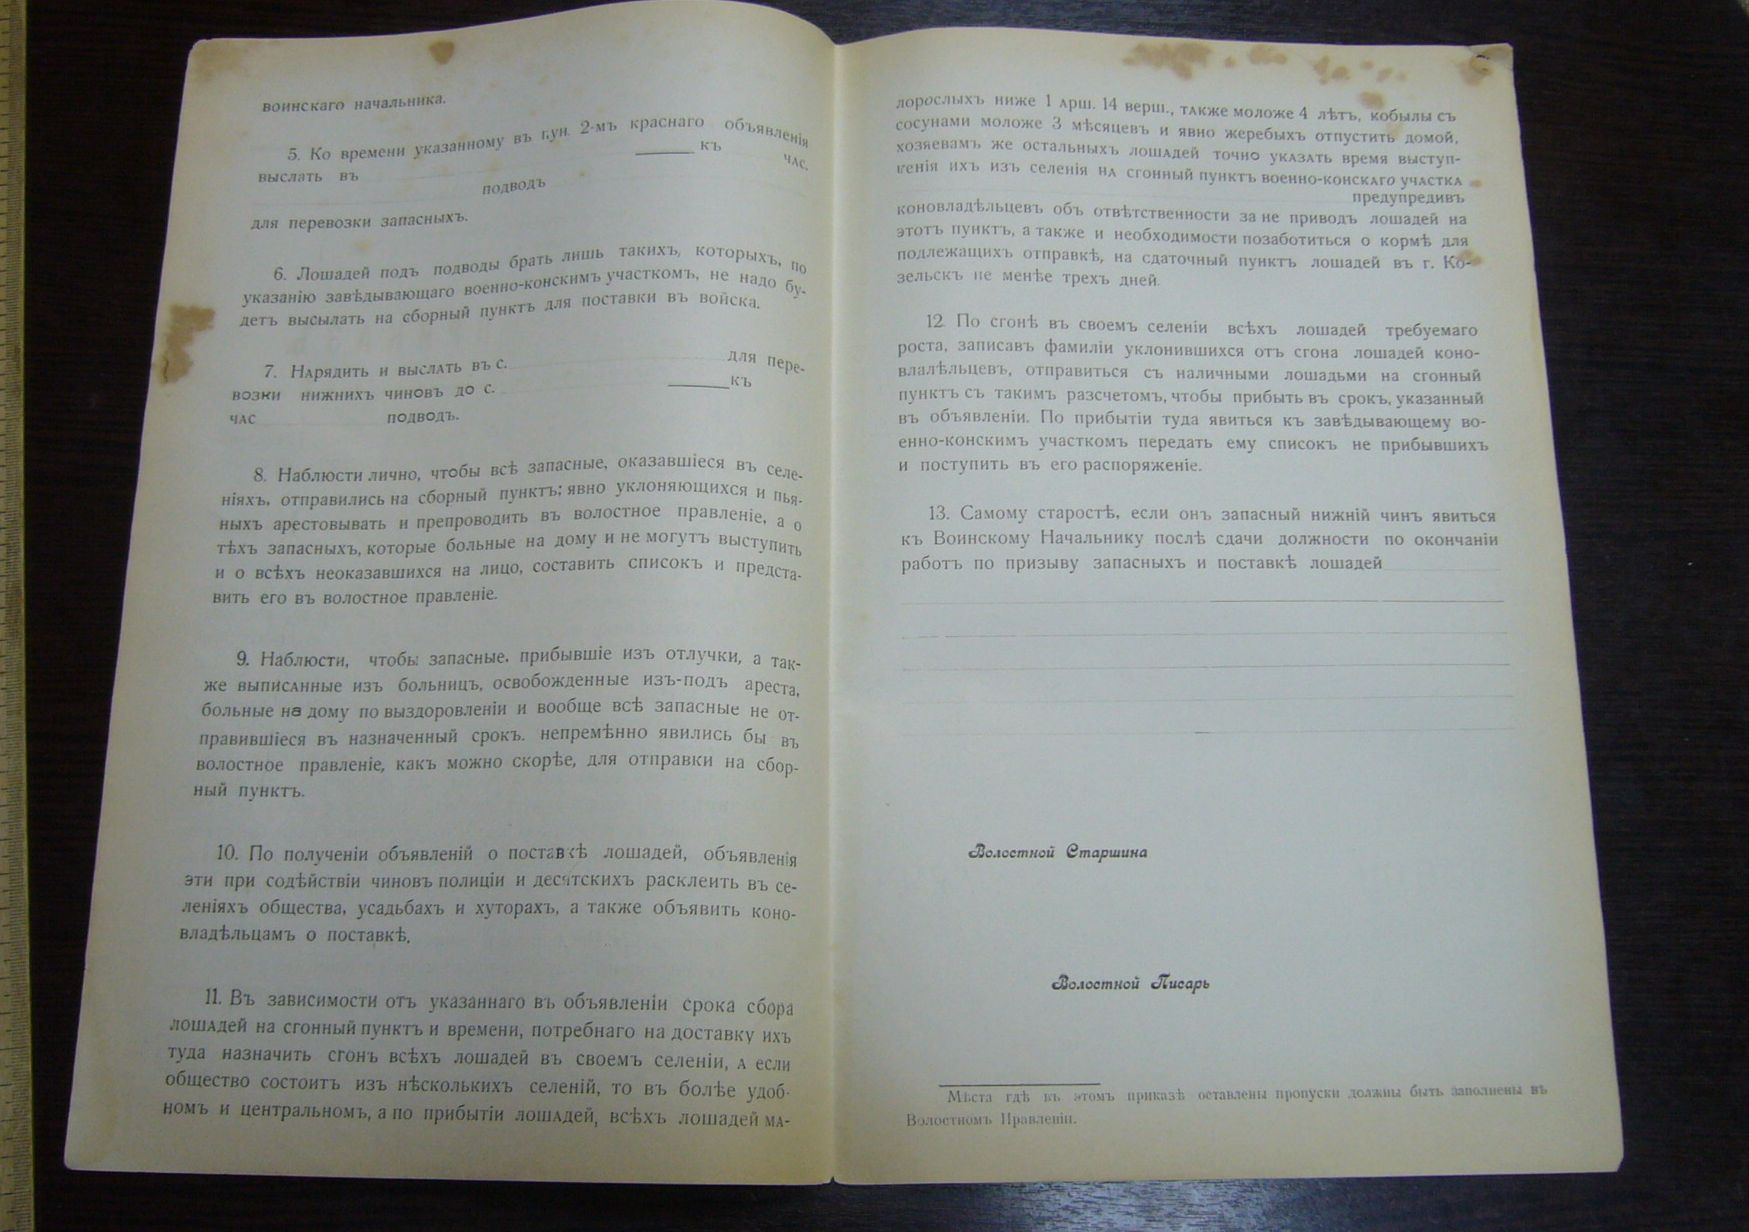 воинскаго начальника.
5. Ко времени указанному въ пун. 2-мъ краснаго объявленія
выслать въ къ час.
подводъ
для перевозки запасныхъ.
6. Лошадей подъ подводы брать лишь такихъ, которыхъ, по
указанію завѣдывающаго военно-конскимъ участкомъ, не надо бу-
детъ высылать на сборный пунктъ для поставки въ войска.
7. Нарядить и выслать въ с. для пере-
возки нижнихъ чиновъ до с. къ
час подводъ.
8. Наблюсти лично, чтобы всѣ запасные, оказавшіеся въ селе-
ніяхъ, отправились на сборный пунктъ; явно уклоняющихся и пья-
ныхъ арестовывать и препроводить въ волостное правленіе, а о
тѣхъ запасныхъ, которые больные на дому и не могутъ выступить
и о всѣхъ неоказавшихся на лицо, составить списокъ и предста-
вить его въ волостное правленіе.
9. Наблюсти, чтобы запасные, прибывшіе изъ отлучки, а так-
же выписанные изъ больницъ, освобожденные изъ-подъ ареста,
больные на дому по выздоровленіи и вообще всѣ запасные не от-
правившіеся въ назначенный срокъ. непремѣнно явились бы въ
волостное правленіе, какъ можно скорѣе, для отправки на сбор-
ный пунктъ.
10. По полученіи объявленій о поставкѣ лошадей, объявленія
эти при содѣйствіи чиновъ полиціи и десятскихъ расклеить въ се-
леніяхъ общества, усадьбахъ и хуторахъ, а также объявить коно-
владѣльцамъ о поставкѣ.
11. Въ зависимости отъ указаннаго въ объявленіи срока сбора
лошадей на сгонный пунктъ и времени, потребнаго на доставку ихъ
туда назначить сгонъ всѣхъ лошадей въ своемъ селеніи, а если
общество состоитъ изъ нѣсколькихъ селеній, то въ болѣе удоб-
номъ и центральномъ, а по прибытіи лошадей, всѣхъ лошадей ма-
лорослыхъ ниже 1 арш. 14 верш., также моложе 4 лѣтъ, кобылы съ
сосунами моложе 3 мѣсяцевъ и явно жеребыхъ отпустить домой,
хозяевамъ же остальныхъ лошадей точно указать время выступ-
ленія ихъ изъ селенія на сгонный пунктъ военно-конскаго участка
предупредивъ
коновладѣльцевъ объ отвѣтственности за не приводъ лошадей на
этотъ пунктъ, а также и необходимости позаботиться о кормѣ для
подлежащихъ отправкѣ, на сдаточный пунктъ лошадей въ г. Ко-
зельскъ не менѣе трехъ дней.
12. По сгонѣ въ своемъ селеніи всѣхъ лошадей требуемаго
роста, записавъ фамиліи уклонившихся отъ сгона лошадей коно-
влалѣльцевъ, отправиться съ наличными лошадьми на сгонный
пунктъ съ такимъ разсчетомъ, чтобы прибыть въ срокъ, указанный
въ объявленіи. По прибытіи туда явиться къ завѣдывающему во-
енно-конскимъ участкомъ передать ему списокъ не прибывшихъ
и поступить въ его распоряженіе.
13. Самому старостѣ, если онъ запасный нижній чинъ явиться
къ Воинскому Начальнику послѣ сдачи должности по окончаніи
работъ по призыву запасныхъ и поставкѣ лошадей
Волостной Старшина
Волостной Писарь
Мѣста гдѣ въ этомъ приказѣ оставлены пропуски должны быть заполнены въ
Волостномъ Правленіи.